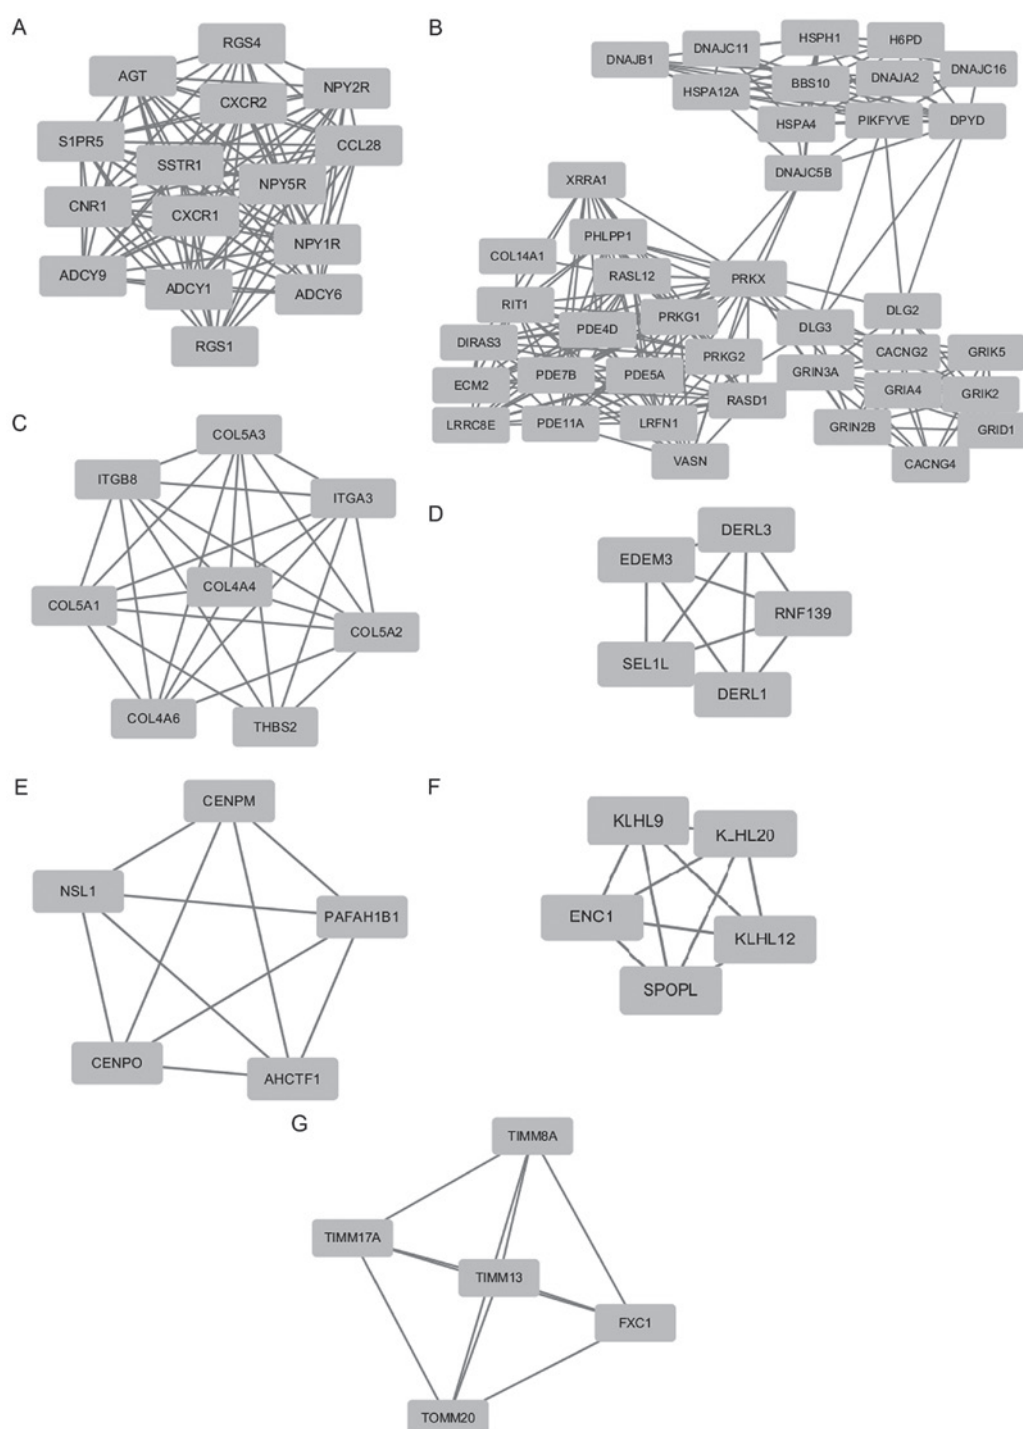 A
RGS4
AGT
NPY2R
CXCR2
S1PR5
CCL28
SSTR1
NPY5R
CNR1
CXCR1
NPY1R
ADCY9
ADCY1
ADCY6
RGS1
B
HSPH1
H6PD
DNAJC11
DNAJB1
DNAJC16
BBS10
DNAJA2
HSPA12A
HSPA4
PIKFYVE
DPYD
DNAJC5B
XRRA1
PHLPP1
COL14A1
RASL12
PRKX
RIT1
PRKG1
DLG2
PDE4D
DLG3
DIRAS3
PRKG2
CACNG2
GRIK5
GRIN3A
ECM2
PDE7B
PDE5A
GRIA4
GRIK2
RASD1
LRRC8E
PDE11A
LRFN1
GRIN2B
GRID1
VASN
CACNG4
C
COL5A3
ITGB8
ITGA3
COL4A4
COL5A1
COL5A2
COL4A6
THBS2
D
DERL3
EDEM3
RNF139
SEL1L
DERL1
E
CENPM
NSL1
PAFAH1B1
CENPO
AHCTF1
F
KLHL9
K_HL20
ENC1
KLHL12
SPOPL
G
TIMM8A
TIMM17A
TIMM13
FXC1
TOMM20